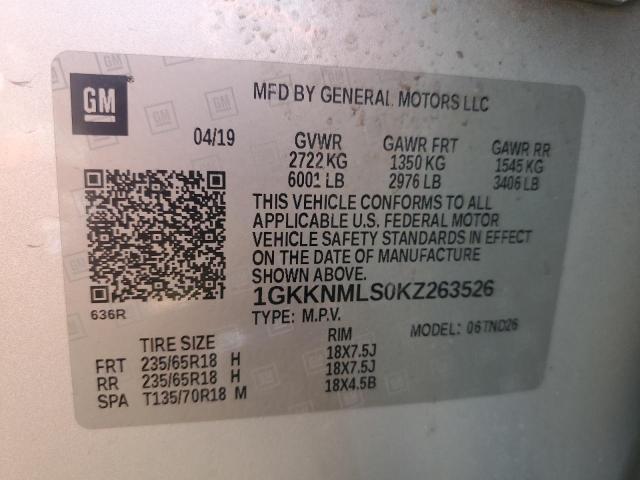 GM
MFD BY GENERAL MOTORS LLC
04/19 GVWR GAWR FRT GAWR RR
2722 KG 1350 KG 1545 KG
6001 LB 2976 LB 3406 LB
THIS VEHICLE CONFORMS TO ALL
APPLICABLE U.S. FEDERAL MOTOR
VEHICLE SAFETY STANDARDS IN EFFECT
ON THE DATE OF MANUFACTURE
SHOWN ABOVE.
1GKKNMLS0KZ263526
636R
TYPE: M.P.V. MODEL: 06TND26
TIRE SIZE RIM
FRT 235/65R18 H 18X7.5J
RR 235/65R18 H 18X7.5J
SPA T135/70R18 M 18X4.5B